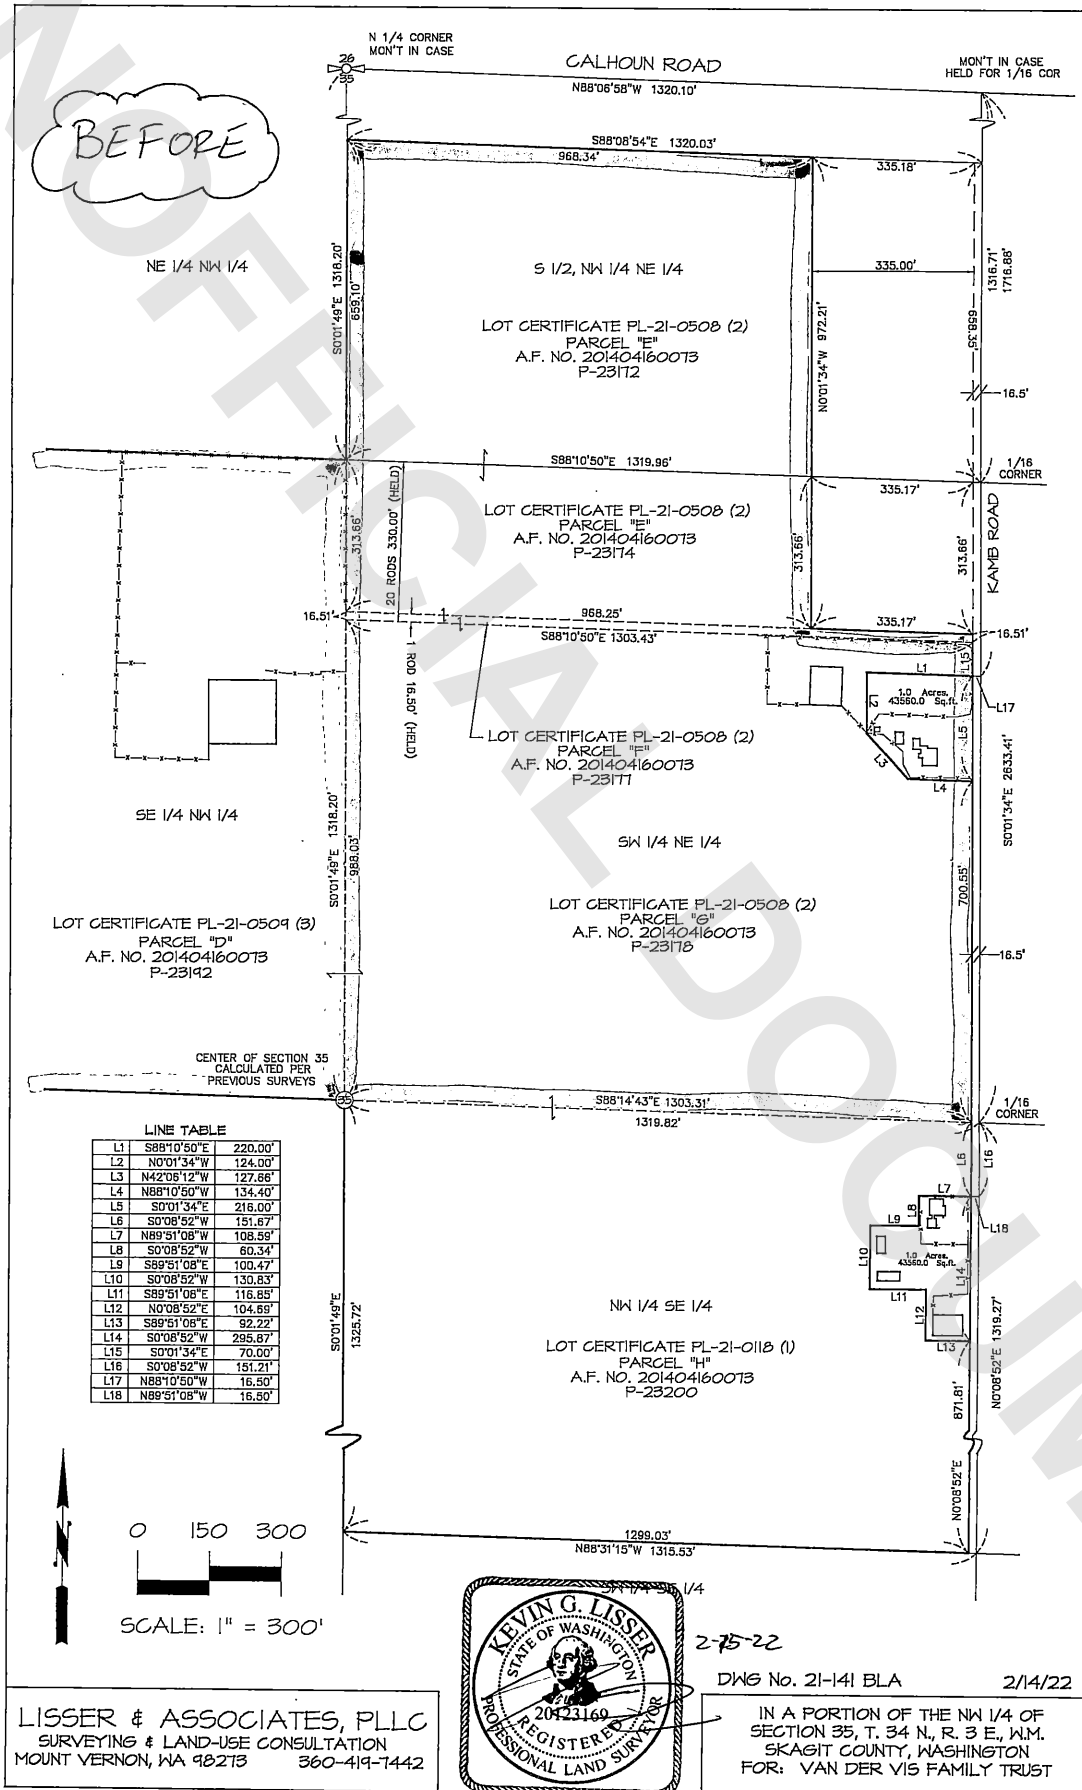 UNOFFICIAL DOCUM
BEFORE
N 1/4 CORNER
MON'T IN CASE
26
35
CALHOUN ROAD
N88°06'58"W 1320.10'
MON'T IN CASE
HELD FOR 1/16 COR
S88°08'54"E 1320.03'
968.34'
335.18'
NE 1/4 NW 1/4
S0°01'49"E 1318.20'
659.10'
S 1/2, NW 1/4 NE 1/4
335.00'
1316.71'
1716.88'
658.35'
LOT CERTIFICATE PL-21-0508 (2)
PARCEL "E"
A.F. NO. 201404160073
P-23172
N0°01'34"W 972.21'
16.5'
S88°10'50"E 1319.96'
335.17'
1/16
CORNER
LOT CERTIFICATE PL-21-0508 (2)
PARCEL "E"
A.F. NO. 201404160073
P-23174
313.66'
20 RODS 330.00' (HELD)
313.66'
313.66'
KAMB ROAD
16.51'
968.25'
S88°10'50"E 1303.43'
335.17'
16.51'
1 ROD 16.50' (HELD)
L15
L1
L2
1.0 Acres.
43560.0 Sq.ft.
L17
L5
L3
L4
LOT CERTIFICATE PL-21-0508 (2)
PARCEL "F"
A.F. NO. 201404160073
P-23177
S0°01'34"E 2633.41'
SE 1/4 NW 1/4
S0°01'49"E 1318.20'
988.03'
SW 1/4 NE 1/4
700.55'
LOT CERTIFICATE PL-21-0509 (3)
PARCEL "D"
A.F. NO. 201404160073
P-23192
LOT CERTIFICATE PL-21-0508 (2)
PARCEL "G"
A.F. NO. 201404160073
P-23178
16.5'
CENTER OF SECTION 35
CALCULATED PER
PREVIOUS SURVEYS
35
S88°14'43"E 1303.31'
1319.82'
1/16
CORNER
LINE TABLE
L1 S88°10'50"E 220.00'
L2 N0°01'34"W 124.00'
L3 N42°06'12"W 127.66'
L4 N88°10'50"W 134.40'
L5 S0°01'34"E 216.00'
L6 S0°08'52"W 151.67'
L7 N89°51'08"W 108.59'
L8 S0°08'52"W 60.34'
L9 S89°51'08"E 100.47'
L10 S0°08'52"W 130.83'
L11 S89°51'08"E 116.85'
L12 N0°08'52"E 104.69'
L13 S89°51'08"E 92.22'
L14 S0°08'52"W 295.87'
L15 S0°01'34"E 70.00'
L16 S0°08'52"W 151.21'
L17 N88°10'50"W 16.50'
L18 N89°51'08"W 16.50'
L6
L16
L7
L8
L9
L18
L10
1.0 Acres.
43560.0 Sq.ft.
L14
L11
L12
L13
S0°01'49"E
1325.72'
NW 1/4 SE 1/4
LOT CERTIFICATE PL-21-0118 (1)
PARCEL "H"
A.F. NO. 201404160073
P-23200
N0°08'52"E 1319.27'
871.81'
N0°08'52"E
1299.03'
N88°31'15"W 1315.53'
SW 1/4 SE 1/4
0 150 300
SCALE: 1" = 300'
KEVIN G. LISSER
STATE OF WASHINGTON
20123169
REGISTERED
PROFESSIONAL LAND SURVEYOR
2-15-22
DWG No. 21-141 BLA 2/14/22
LISSER & ASSOCIATES, PLLC
SURVEYING & LAND-USE CONSULTATION
MOUNT VERNON, WA 98273 360-419-7442
IN A PORTION OF THE NW 1/4 OF
SECTION 35, T. 34 N., R. 3 E., W.M.
SKAGIT COUNTY, WASHINGTON
FOR: VAN DER VIS FAMILY TRUST